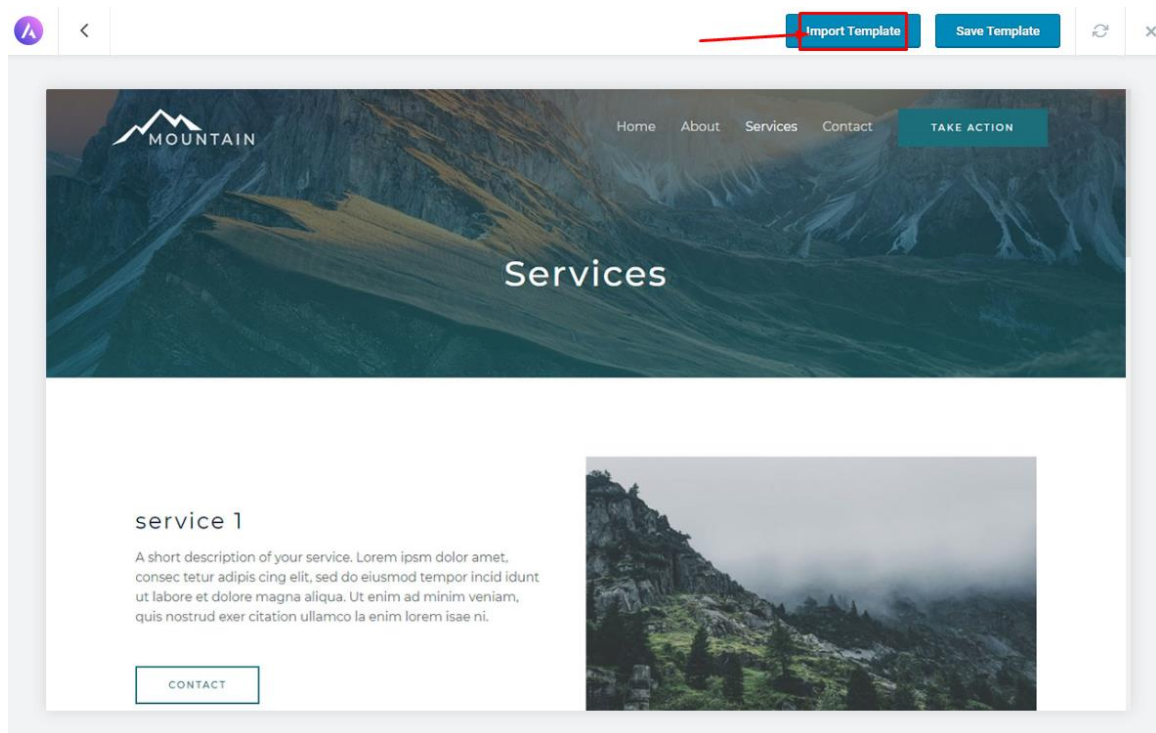 Import Template
Save Template
MOUNTAIN
Home About Services Contact TAKE ACTION
Services
service 1
A short description of your service. Lorem ipsm dolor amet,
consec tetur adipis cing elit, sed do eiusmod tempor incid idunt
ut labore et dolore magna aliqua. Ut enim ad minim veniam,
quis nostrud exer citation ullamco la enim lorem isae ni.
CONTACT